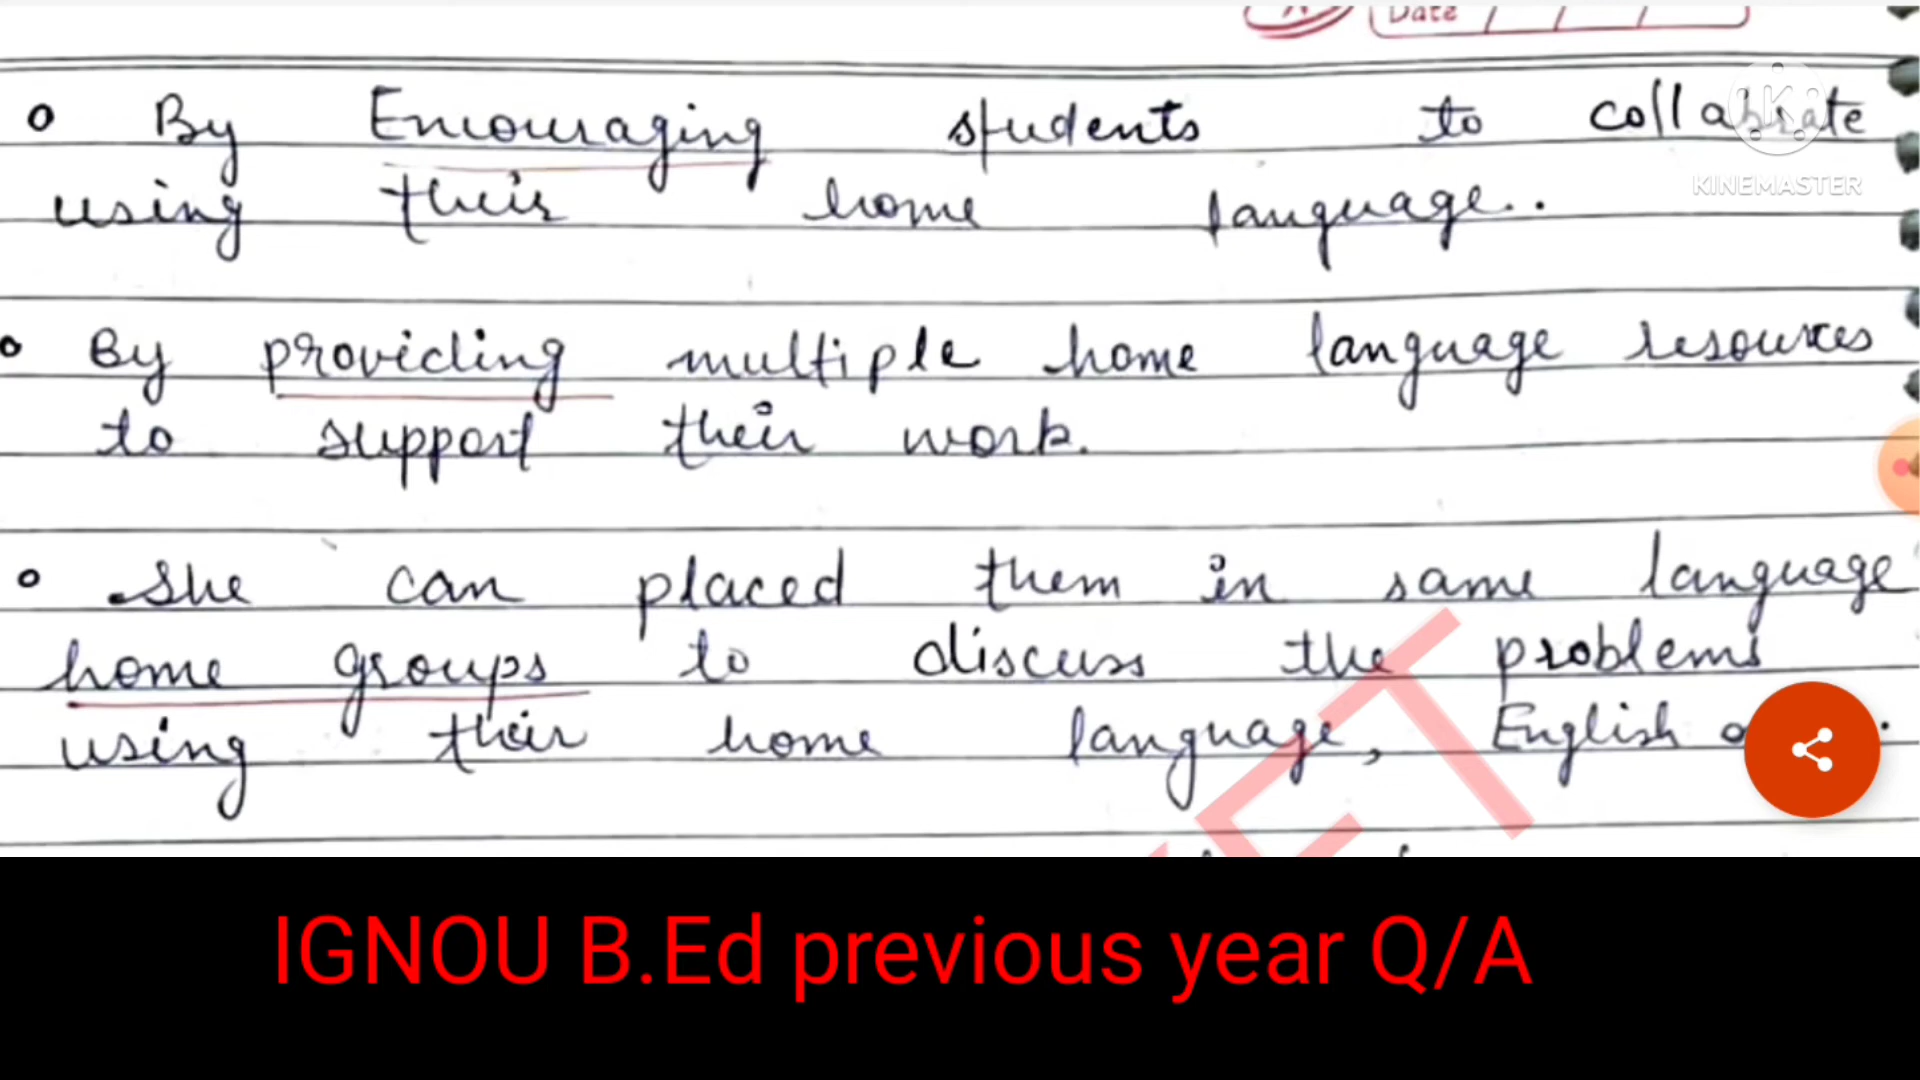 Date / / /
• By Encouraging students to collabrate
using their home language..
KINEMASTER
• By providing multiple home language resources
to support their work.
• She can placed them in same language
home groups to discuss the problems
using their home language, English
IGNOU B.Ed previous year Q/A